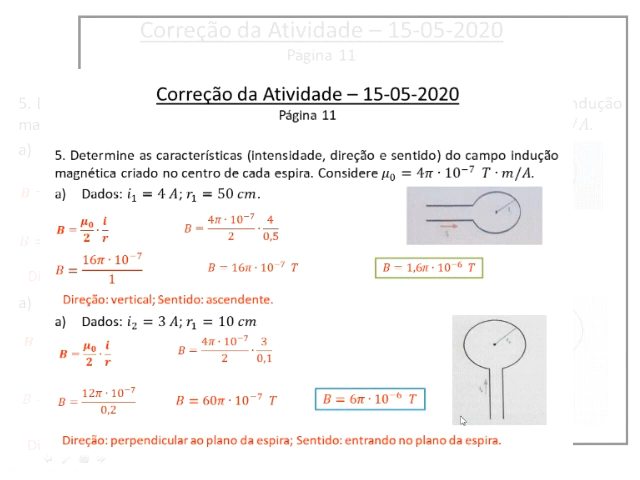 Correção da Atividade – 15-05-2020
Página 11
Correção da Atividade – 15-05-2020
Página 11
5. Determine as características (intensidade, direção e sentido) do campo indução
magnética criado no centro de cada espira. Considere μ₀ = 4π · 10⁻⁷ T · m/A.
a) Dados: i₁ = 4 A; r₁ = 50 cm.
B = μ₀/2 · i/r
B = 4π · 10⁻⁷/2 · 4/0,5
B = 16π · 10⁻⁷/1
B = 16π · 10⁻⁷ T
B = 1,6π · 10⁻⁶ T
Direção: vertical; Sentido: ascendente.
a) Dados: i₂ = 3 A; r₁ = 10 cm
B = μ₀/2 · i/r
B = 4π · 10⁻⁷/2 · 3/0,1
B = 12π · 10⁻⁷/0,2
B = 60π · 10⁻⁷ T
B = 6π · 10⁻⁶ T
Direção: perpendicular ao plano da espira; Sentido: entrando no plano da espira.